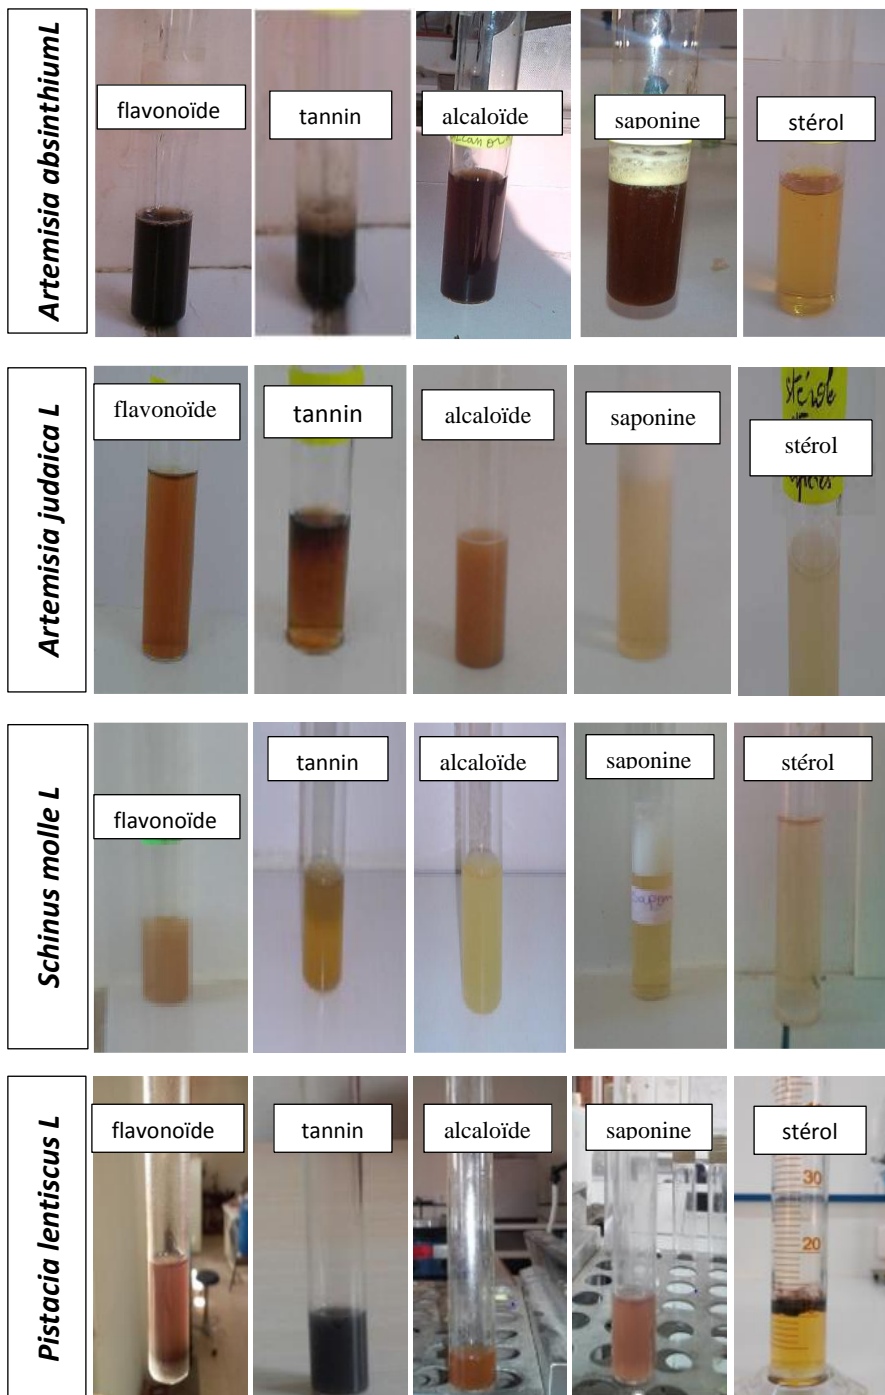 Artemisia absinthiumL
flavonoïde
tannin
alcaloïde
saponine
stérol
Artemisia judaica L
flavonoïde
tannin
alcaloïde
saponine
stérol
stérole
Schinus molle L
flavonoïde
tannin
alcaloïde
saponine
stérol
Pistacia lentiscus L
flavonoïde
tannin
alcaloïde
saponine
stérol
30
20